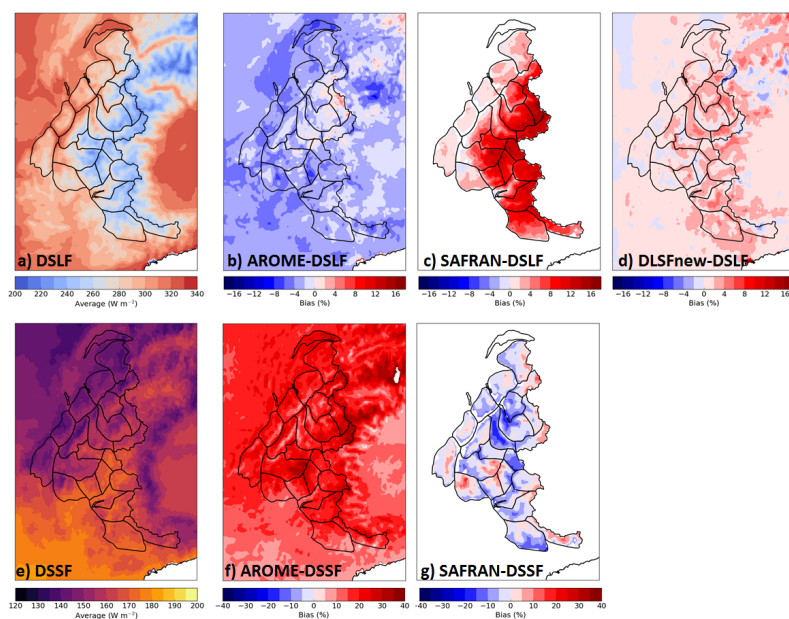 a) DSLF
b) AROME-DSLF
c) SAFRAN-DSLF
d) DLSFnew-DSLF
200 220 240 260 280 300 320 340
Average (W m⁻²)
−16 −12 −8 −4 0 4 8 12 16
Bias (%)
−16 −12 −8 −4 0 4 8 12 16
Bias (%)
−16 −12 −8 −4 0 4 8 12 16
Bias (%)
e) DSSF
f) AROME-DSSF
g) SAFRAN-DSSF
120 130 140 150 160 170 180 190 200
Average (W m⁻²)
−40 −30 −20 −10 0 10 20 30 40
Bias (%)
−40 −30 −20 −10 0 10 20 30 40
Bias (%)